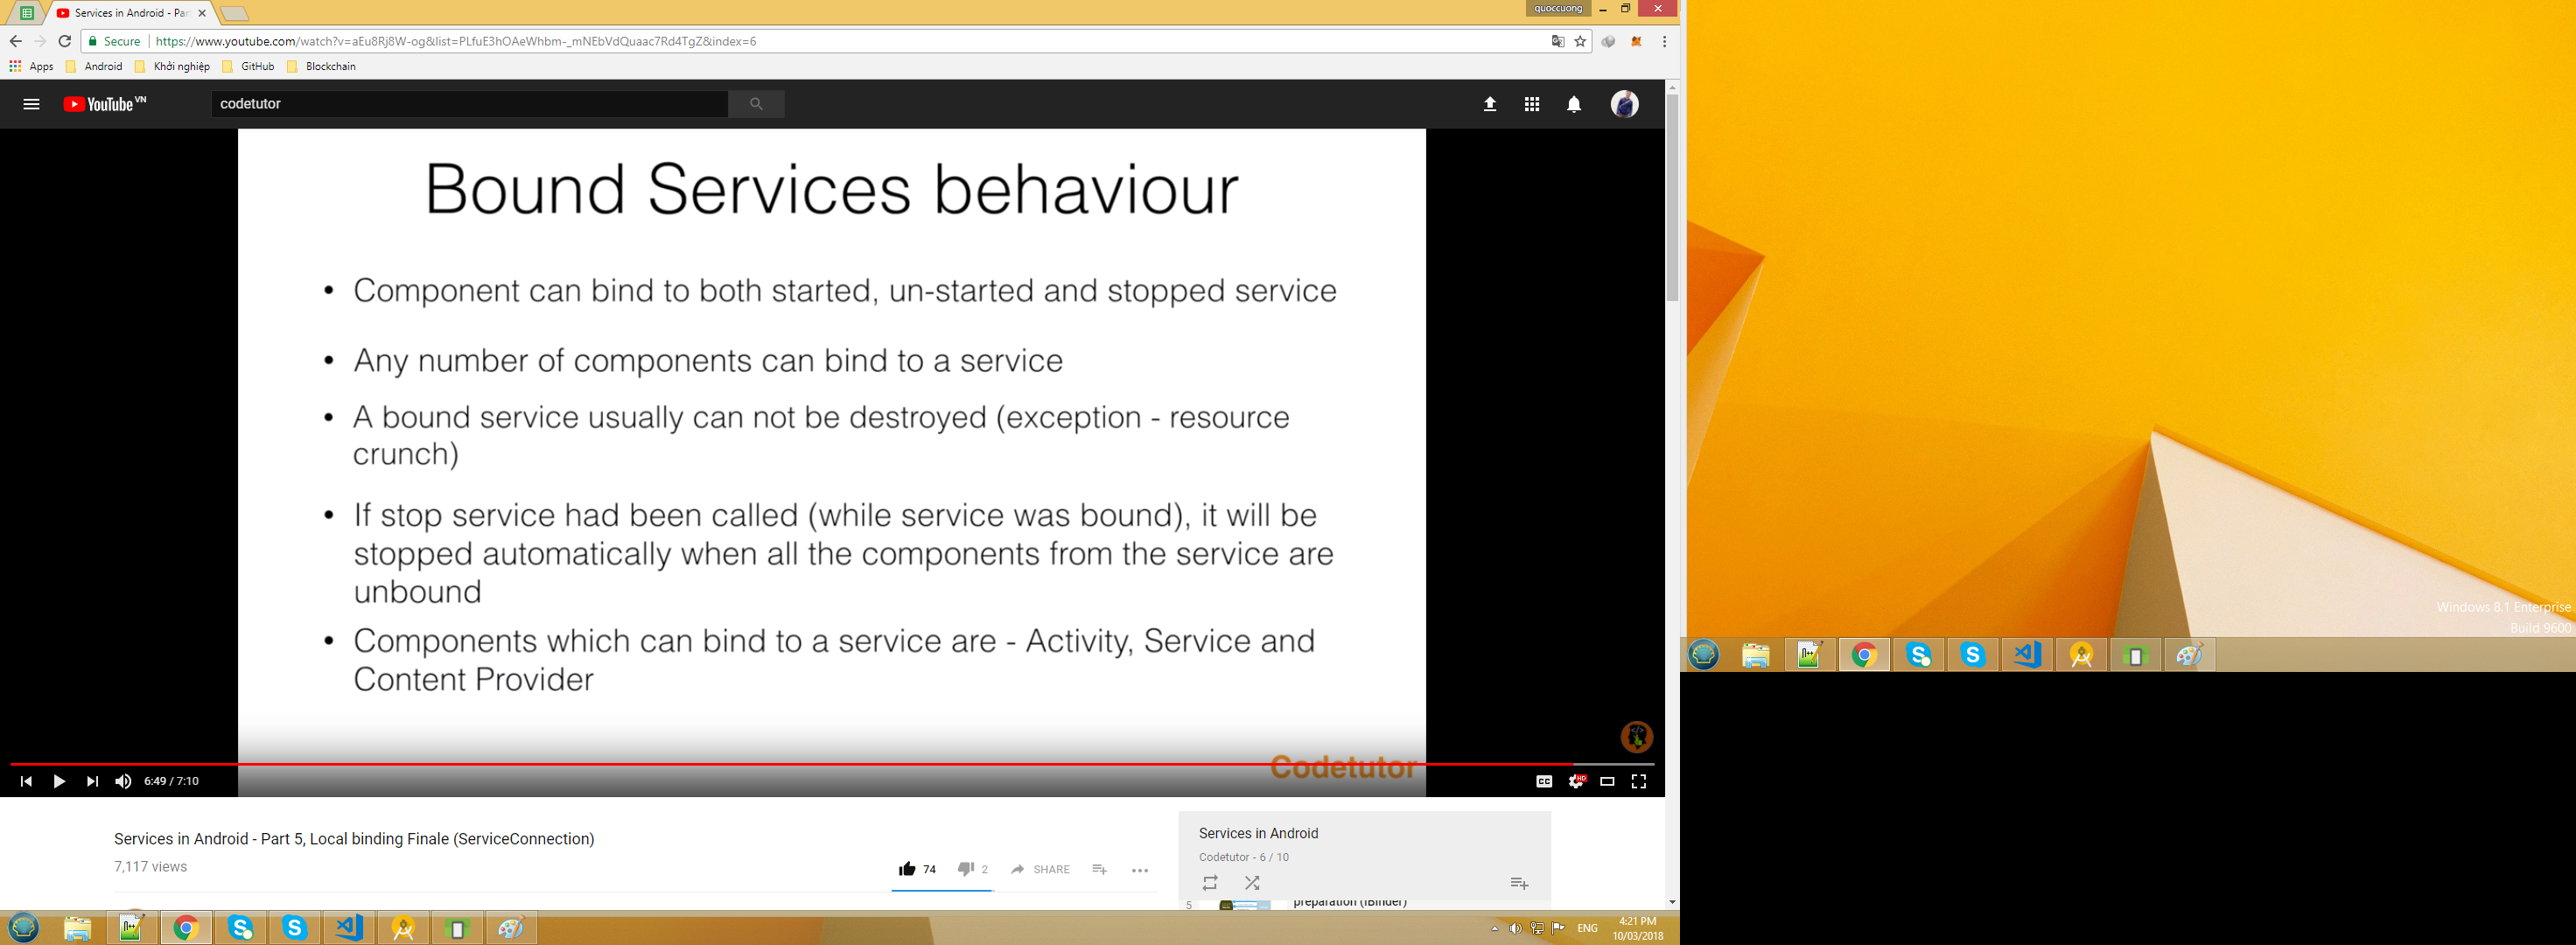 Services in Android - Par
quoccuong
Secure
https://www.youtube.com/watch?v=aEu8Rj8W-og&list=PLfuE3hOAeWhbm-_mNEbVdQuaac7Rd4TgZ&index=6
Apps Android Khởi nghiệp GitHub Blockchain
YouTube VN
codetutor
Bound Services behaviour
• Component can bind to both started, un-started and stopped service
• Any number of components can bind to a service
• A bound service usually can not be destroyed (exception - resource
crunch)
• If stop service had been called (while service was bound), it will be
stopped automatically when all the components from the service are
unbound
• Components which can bind to a service are - Activity, Service and
Content Provider
Codetutor
6:49 / 7:10
CC
HD
Services in Android - Part 5, Local binding Finale (ServiceConnection)
7,117 views
74
2
SHARE
Services in Android
Codetutor - 6 / 10
5
preparation (IBinder)
ENG
4:21 PM
10/03/2018
Windows 8.1 Enterprise
Build 9600